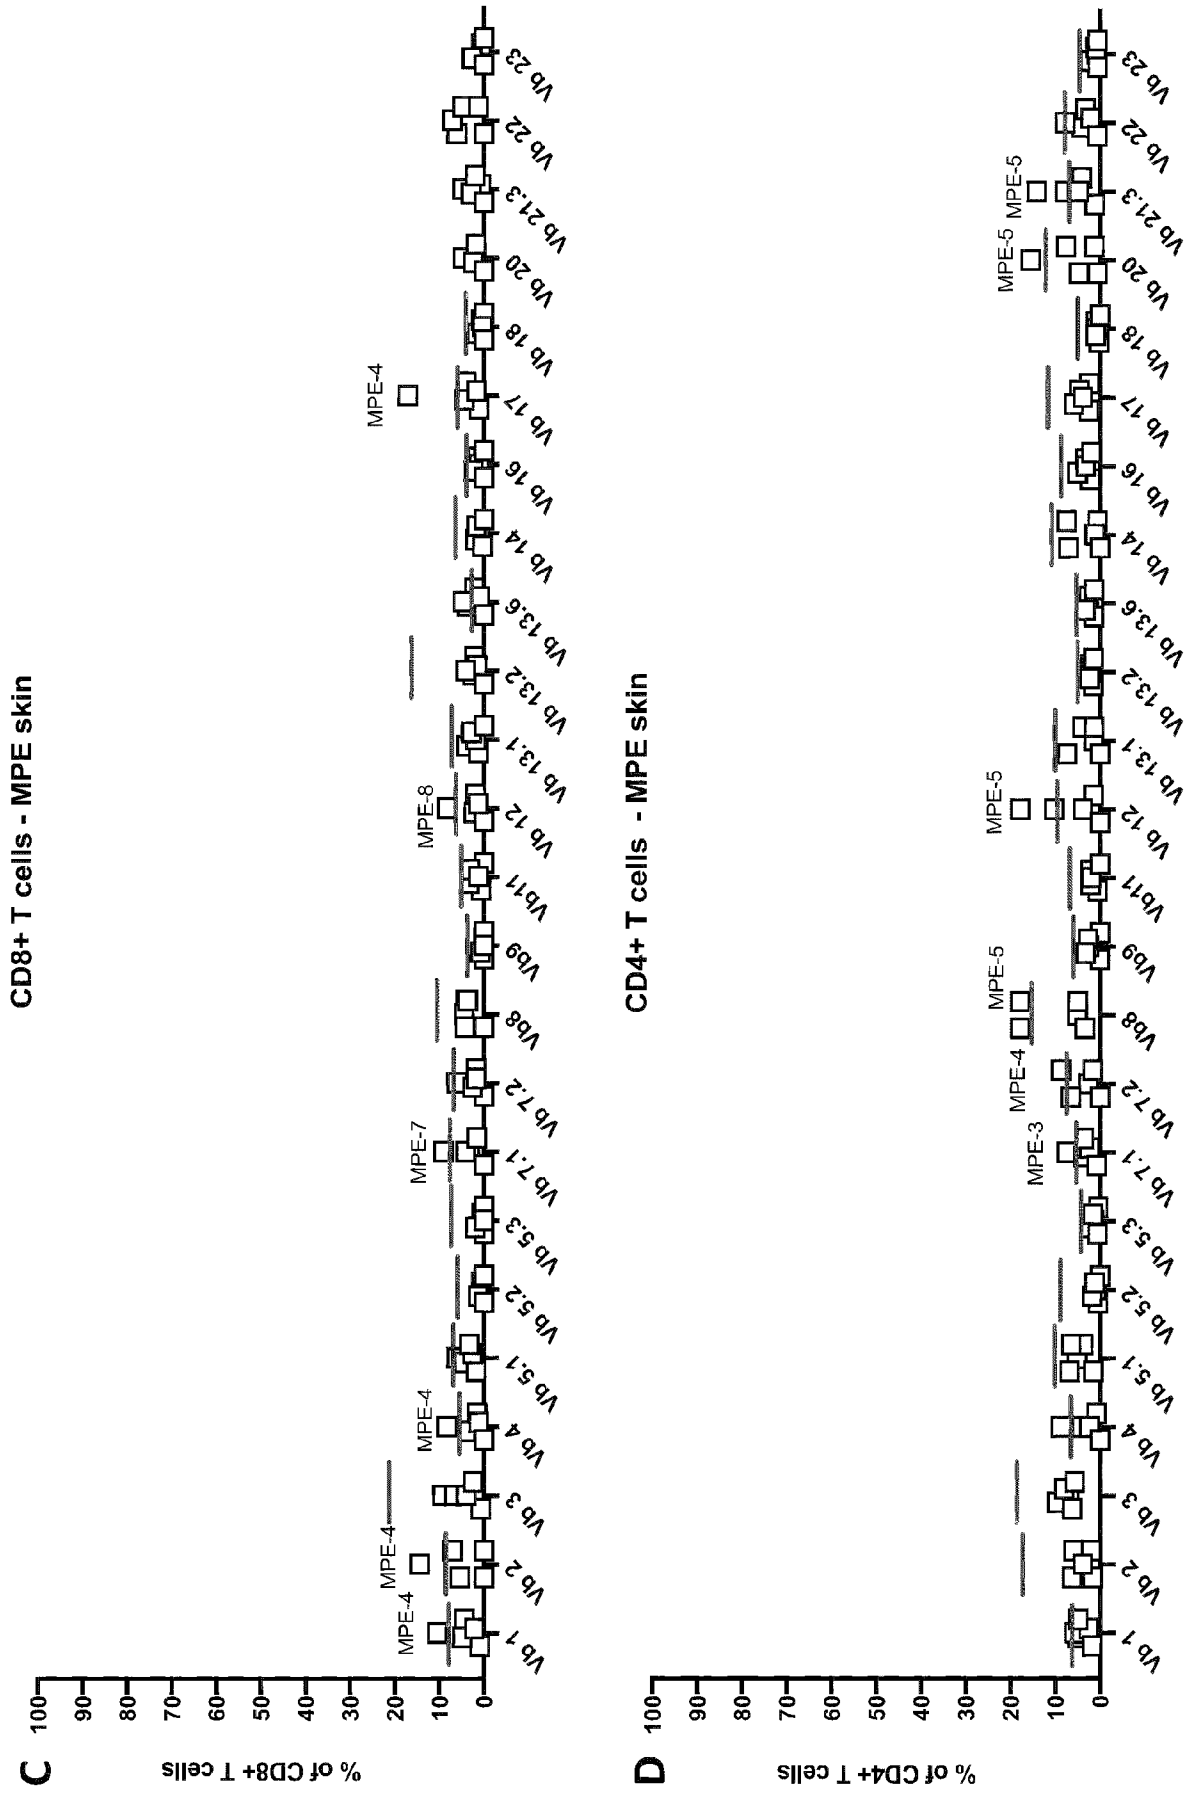 C
CD8+ T cells - MPE skin
% of CD8+ T cells
100
90
80
70
60
50
40
30
20
10
0
MPE-4
MPE-4
MPE-4
MPE-7
MPE-8
MPE-4
Vb 1
Vb 2
Vb 3
Vb 4
Vb 5.1
Vb 5.2
Vb 5.3
Vb 7.1
Vb 7.2
Vb8
Vb9
Vb11
Vb 12
Vb 13.1
Vb 13.2
Vb 13.6
Vb 14
Vb 16
Vb 17
Vb 18
Vb 20
Vb 21.3
Vb 22
Vb 23
D
CD4+ T cells - MPE skin
% of CD4+ T cells
100
90
80
70
60
50
40
30
20
10
0
MPE-3
MPE-4
MPE-5
MPE-5
MPE-5
MPE-5
Vb 1
Vb 2
Vb 3
Vb 4
Vb 5.1
Vb 5.2
Vb 5.3
Vb 7.1
Vb 7.2
Vb8
Vb9
Vb11
Vb 12
Vb 13.1
Vb 13.2
Vb 13.6
Vb 14
Vb 16
Vb 17
Vb 18
Vb 20
Vb 21.3
Vb 22
Vb 23